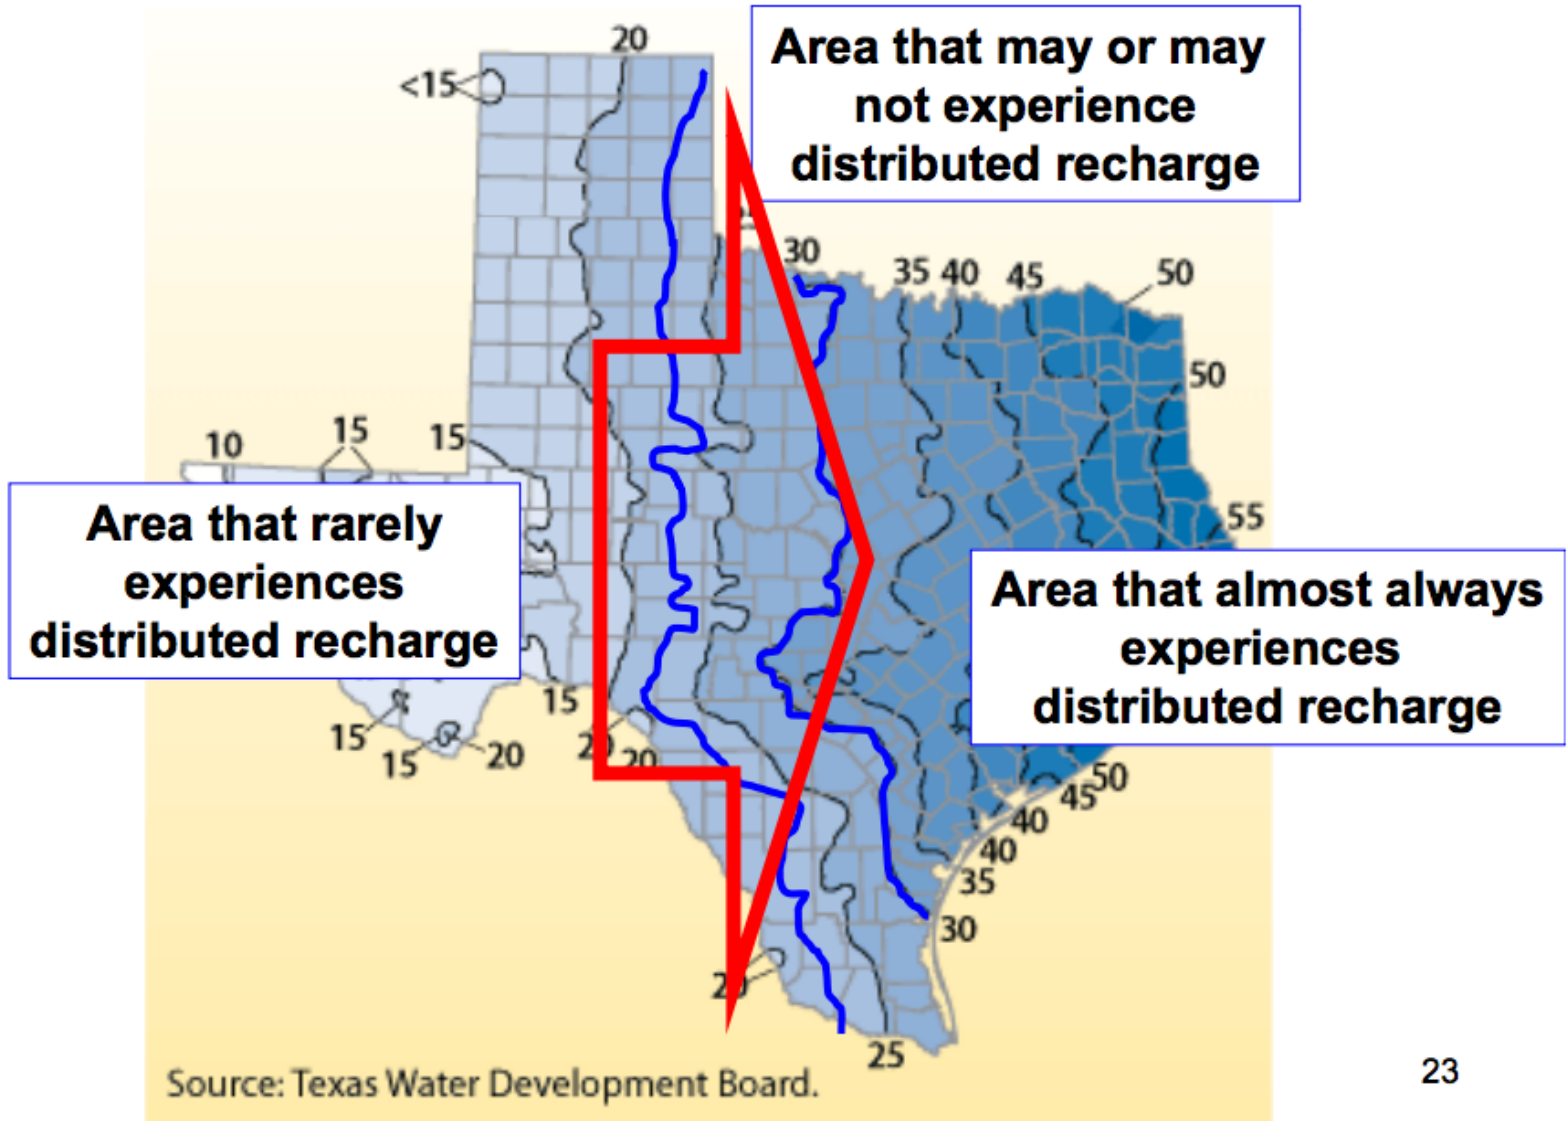 20
<15
Area that may or may
not experience
distributed recharge
30
35 40 45 50
50
10 15 15
Area that rarely
experiences
distributed recharge
55
Area that almost always
experiences
distributed recharge
15
15
15
20
20
20
50
45
40
40
35
30
20
25
Source: Texas Water Development Board.
23